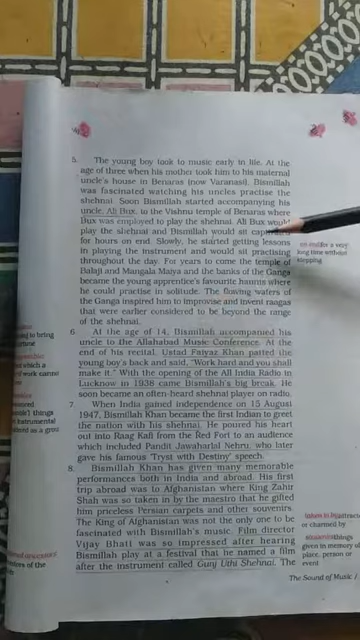 5. The young boy took to music early in life. At the
age of three when his mother took him to his maternal
uncle's house in Benaras (now Varanasi), Bismillah
was fascinated watching his uncles practise the
shehnai. Soon Bismillah started accompanying his
uncle, Ali Bux, to the Vishnu temple of Benaras where
Bux was employed to play the shehnai. Ali Bux would
play the shehnai and Bismillah would sit
for hours on end. Slowly, he started getting lessons
in playing the instrument and would sit practising
throughout the day. For years to come the temple of
Balaji and Mangala Maiya and the banks of the Ganga
became the young apprentice's favourite haunts where
he could practise in solitude. The flowing waters of
the Ganga inspired him to improvise and invent raagas
that were earlier considered to be beyond the range
of the shehnai.
6. At the age of 14, Bismillah accompanied his
uncle to the Allahabad Music Conference. At the
end of his recital, Ustad Faiyaz Khan patted the
young boy's back and said, "Work hard and you shall
make it." With the opening of the All India Radio in
Lucknow in 1938 came Bismillah's big break. He
soon became an often-heard shehnai player on radio.
7. When India gained independence on 15 August
1947, Bismillah Khan became the first Indian to greet
the nation with his shehnai. He poured his heart
out into Raag Kafi from the Red Fort to an audience
which included Pandit Jawaharlal Nehru, who later
gave his famous 'Tryst with Destiny' speech.
8. Bismillah Khan has given many memorable
performances both in India and abroad. His first
trip abroad was to Afghanistan where King Zahir
Shah was so taken in by the maestro that he gifted
him priceless Persian carpets and other souvenirs.
The King of Afghanistan was not the only one to be
fascinated with Bismillah's music. Film director
Vijay Bhatt was so impressed after hearing
Bismillah play at a festival that he named a film
after the instrument called Gunj Uthi Shehnai. The
on end: for a very
long time without
stopping
taken in by: attrac
or charmed by
souvenirs: things
given in memory of
place, person or
event
The Sound of Music /